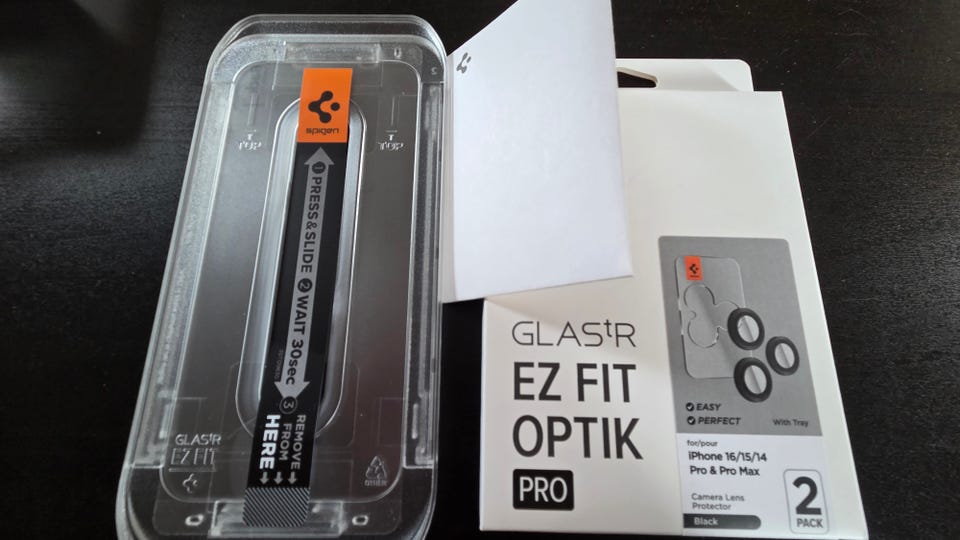 TOP
TOP
spigen
1 PRESS&SLIDE 2 WAIT 30sec
3 REMOVE
FROM
HERE
GLAStR
EZ FIT
GLAStR
EZ FIT
OPTIK
PRO
EASY
PERFECT
With Tray
for/pour
iPhone 16/15/14
Pro & Pro Max
Camera Lens
Protector
Black
2
PACK